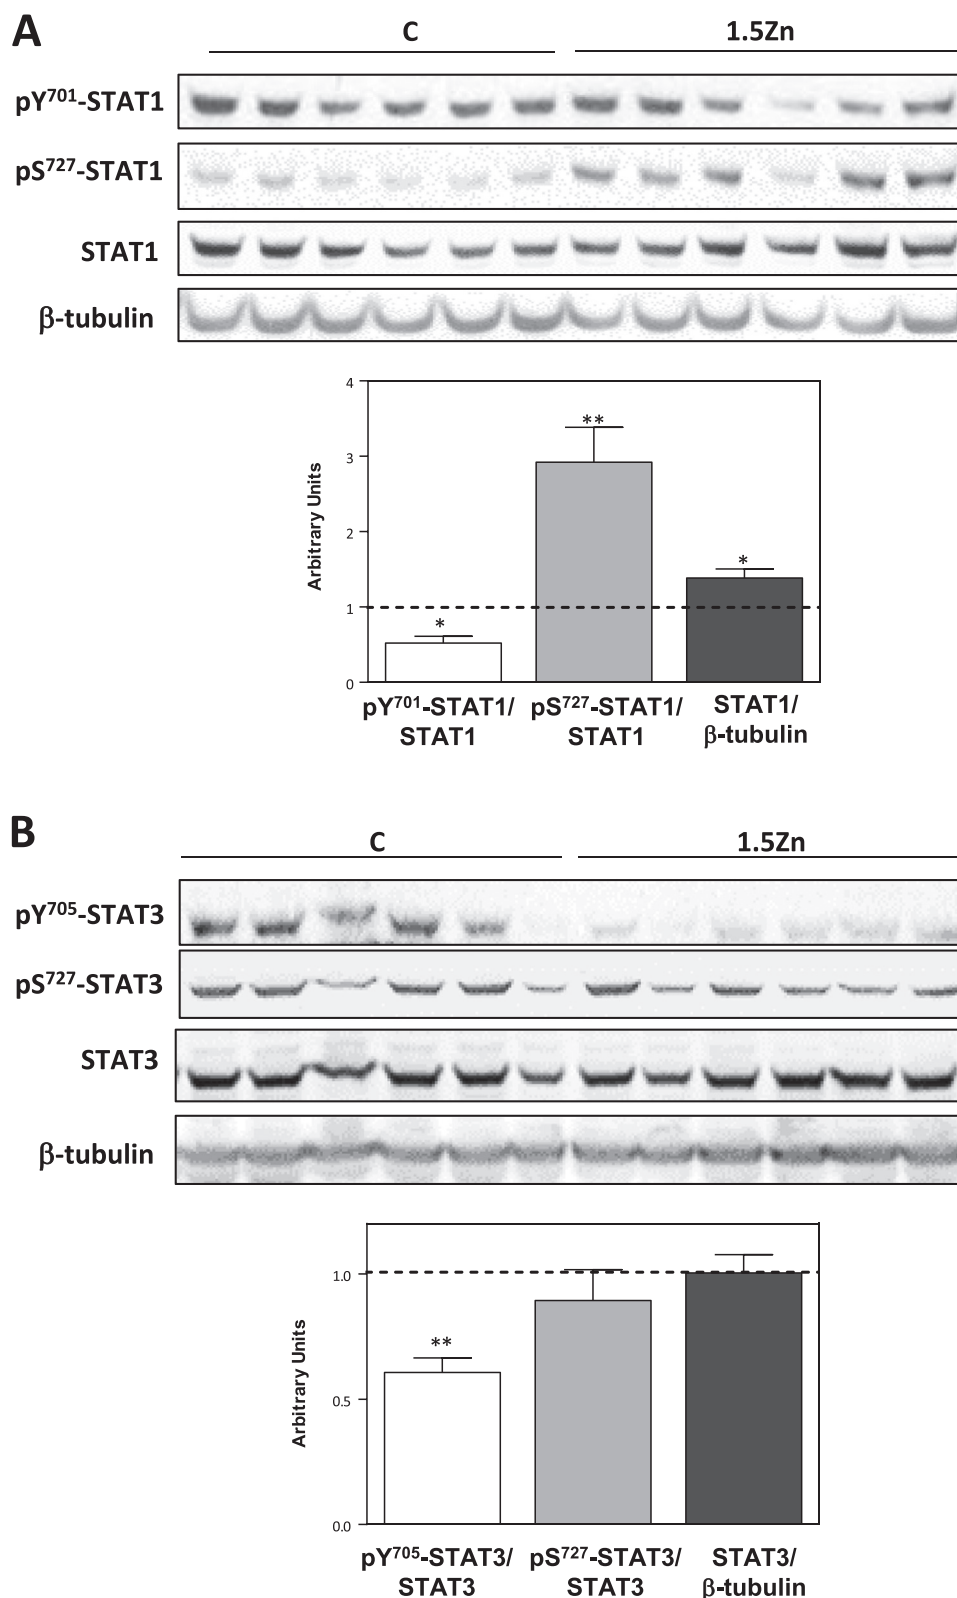 A
C 1.5Zn
pY701-STAT1
pS727-STAT1
STAT1
β-tubulin
4
3
2
1
0
Arbitrary Units
*
**
*
pY701-STAT1/ pS727-STAT1/ STAT1/
STAT1 STAT1 β-tubulin
B
C 1.5Zn
pY705-STAT3
pS727-STAT3
STAT3
β-tubulin
1.0
0.5
0.0
Arbitrary Units
**
pY705-STAT3/ pS727-STAT3/ STAT3/
STAT3 STAT3 β-tubulin